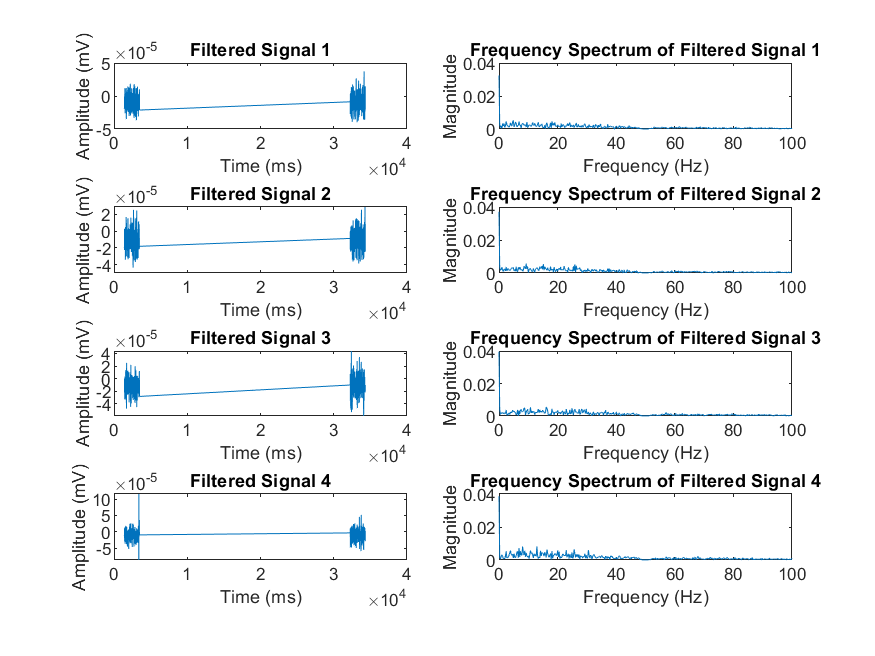 Filtered Signal 1
×10-5
Amplitude (mV)
5
0
-5
0 1 2 3 4
Time (ms)
×104
Frequency Spectrum of Filtered Signal 1
Magnitude
0.04
0.02
0
0 20 40 60 80 100
Frequency (Hz)
Filtered Signal 2
×10-5
Amplitude (mV)
2
0
-2
-4
0 1 2 3 4
Time (ms)
×104
Frequency Spectrum of Filtered Signal 2
Magnitude
0.04
0.02
0
0 20 40 60 80 100
Frequency (Hz)
Filtered Signal 3
×10-5
Amplitude (mV)
4
2
0
-2
-4
0 1 2 3 4
Time (ms)
×104
Frequency Spectrum of Filtered Signal 3
Magnitude
0.04
0.02
0
0 20 40 60 80 100
Frequency (Hz)
Filtered Signal 4
×10-5
Amplitude (mV)
10
5
0
-5
0 1 2 3 4
Time (ms)
×104
Frequency Spectrum of Filtered Signal 4
Magnitude
0.04
0.02
0
0 20 40 60 80 100
Frequency (Hz)